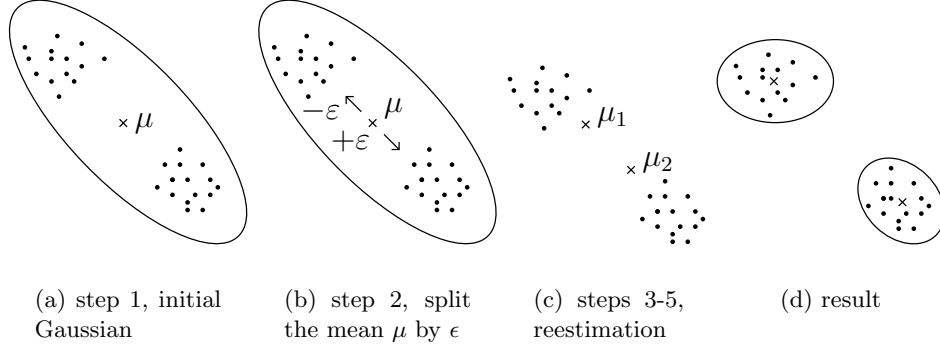 μ
−ε
μ
+ε
μ₁
μ₂
(a) step 1, initial
Gaussian
(b) step 2, split
the mean μ by ϵ
(c) steps 3-5,
reestimation
(d) result